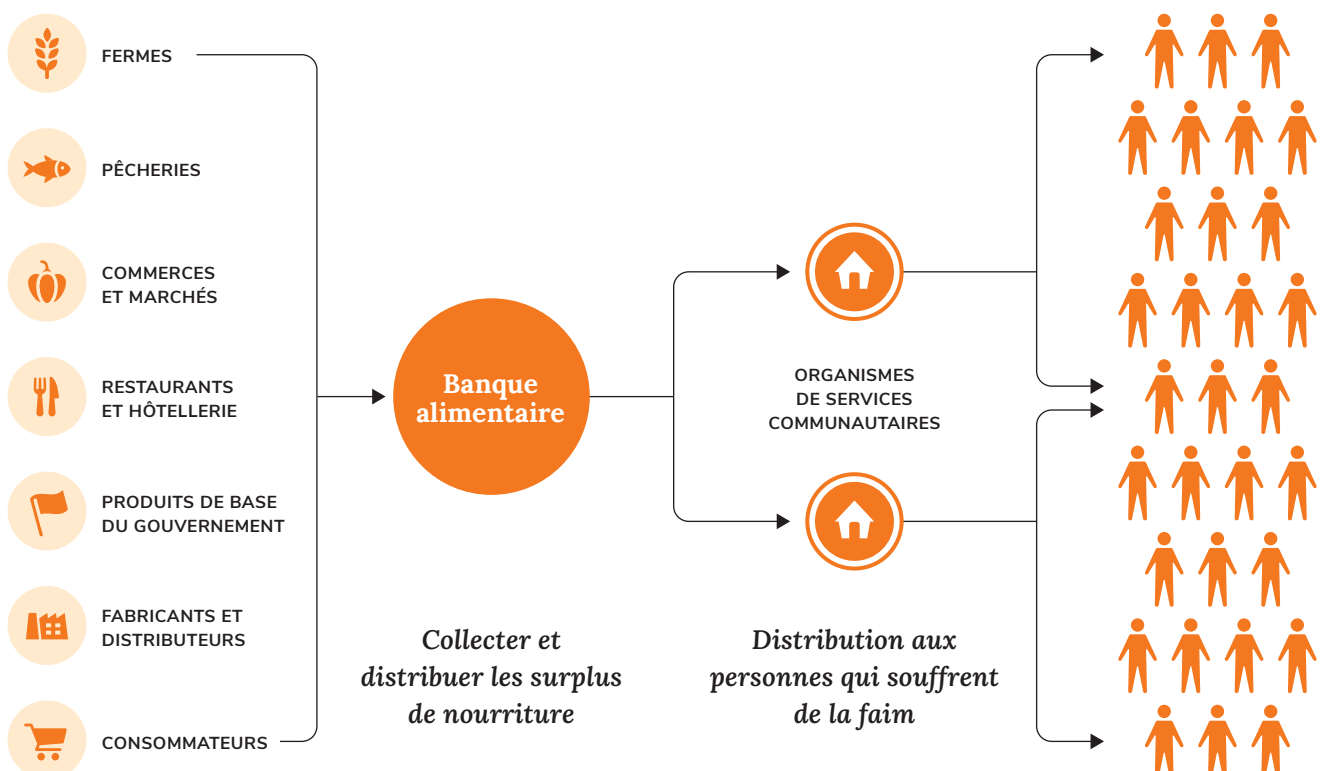 FERMES
PÊCHERIES
COMMERCES
ET MARCHÉS
RESTAURANTS
ET HÔTELLERIE
PRODUITS DE BASE
DU GOUVERNEMENT
FABRICANTS ET
DISTRIBUTEURS
CONSOMMATEURS
Banque
alimentaire
Collecter et
distribuer les surplus
de nourriture
ORGANISMES
DE SERVICES
COMMUNAUTAIRES
Distribution aux
personnes qui souffrent
de la faim